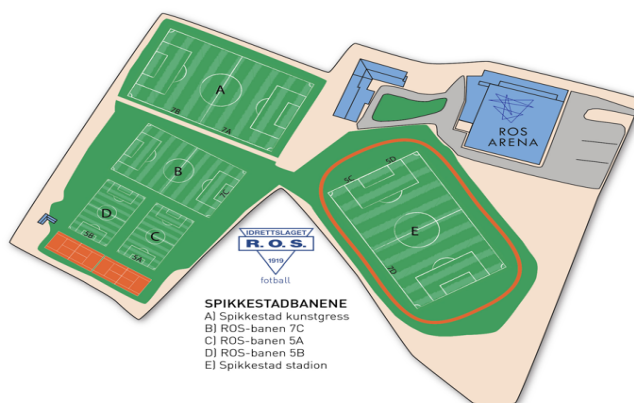 A
7B
7A
B
7C
D
C
5B
5A
5C
5D
E
7D
ROS
ARENA
IDRETTSLAGET
R.O.S.
1919
fotball
SPIKKESTADBANENE
A) Spikkestad kunstgress
B) ROS-banen 7C
C) ROS-banen 5A
D) ROS-banen 5B
E) Spikkestad stadion